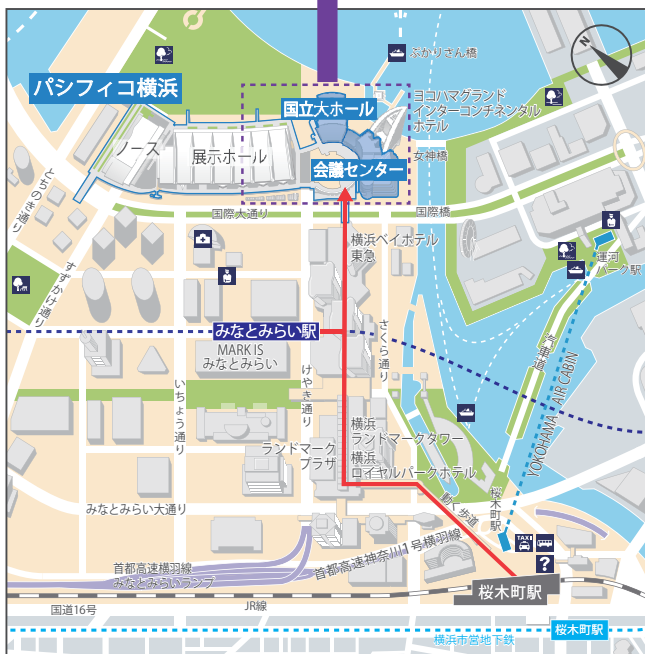 ぷかりさん橋
N
パシフィコ横浜
国立大ホール
ヨコハマグランド
インターコンチネンタル
ホテル
ノース
展示ホール
会議センター
女神橋
とちのき通り
国際大通り
国際橋
横浜ベイホテル
東急
運河
パーク駅
すずかけ通り
みなとみらい駅
さくら通り
汽車道
MARK IS
みなとみらい
けやき通り
いちょう通り
YOKOHAMA AIR CABIN
横浜
ランドマークタワー
ランドマーク
プラザ
横浜
ロイヤルパークホテル
動く歩道
桜木町駅
みなとみらい大通り
TAXI
?
首都高速神奈川1号横羽線
首都高速横羽線
みなとみらいランプ
桜木町駅
国道16号
JR線
横浜市営地下鉄
桜木町駅